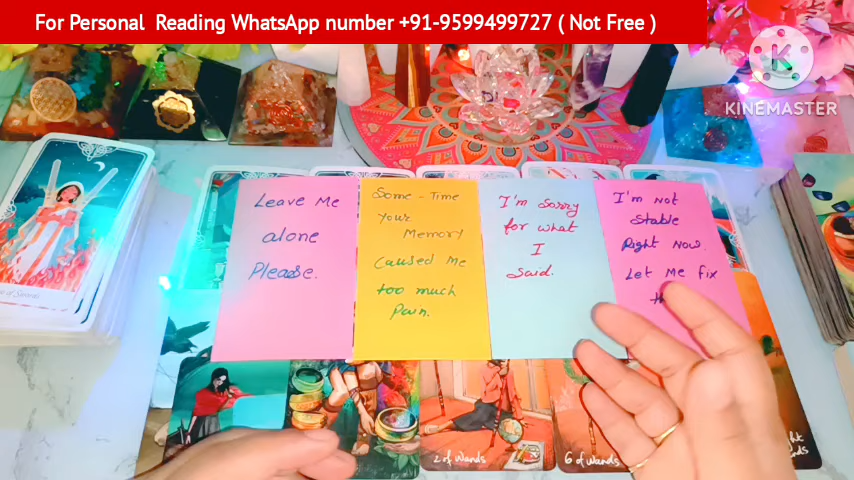 For Personal Reading WhatsApp number +91-9599499727 ( Not Free )
KINEMASTER
Leave Me
alone
Please.
Some-Time
Your
Memory
Caused Me
too much
Pain.
I'm Sorry
for what
I
Said.
I'm not
Stable
Right Now.
Let Me fix
of Swords
2 of Wands
6 of Wands